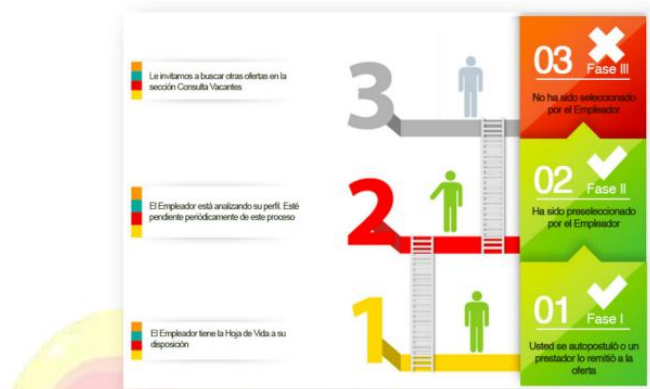 Le invitamos a buscar otras ofertas en la
sección Consulta Vacantes
3
03 Fase III
No ha sido seleccionado
por el Empleador
El Empleador está analizando su perfil. Esté
pendiente periódicamente de este proceso
2
02 Fase II
Ha sido preseleccionado
por el Empleador
El Empleador tiene la Hoja de Vida a su
disposición
1
01 Fase I
Usted se autopostuló o un
prestador lo remitió a la
oferta